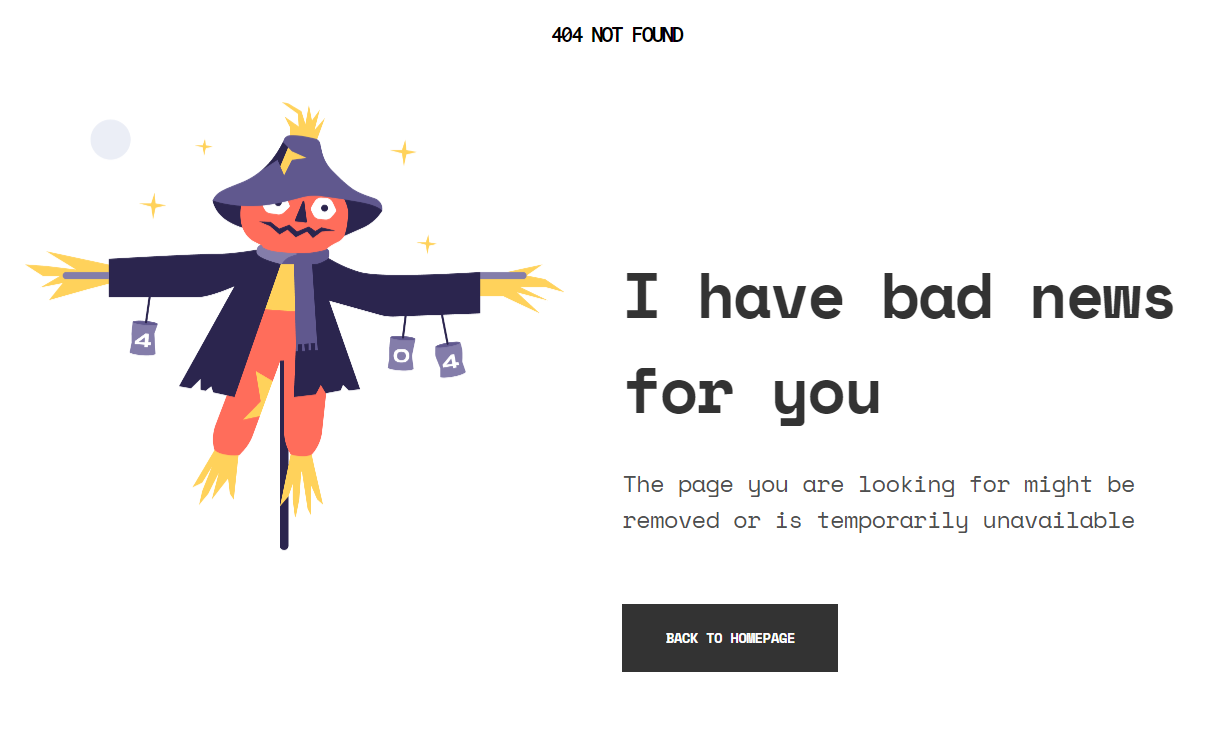 404 NOT FOUND
4
0
4
I have bad news
for you
The page you are looking for might be
removed or is temporarily unavailable
BACK TO HOMEPAGE